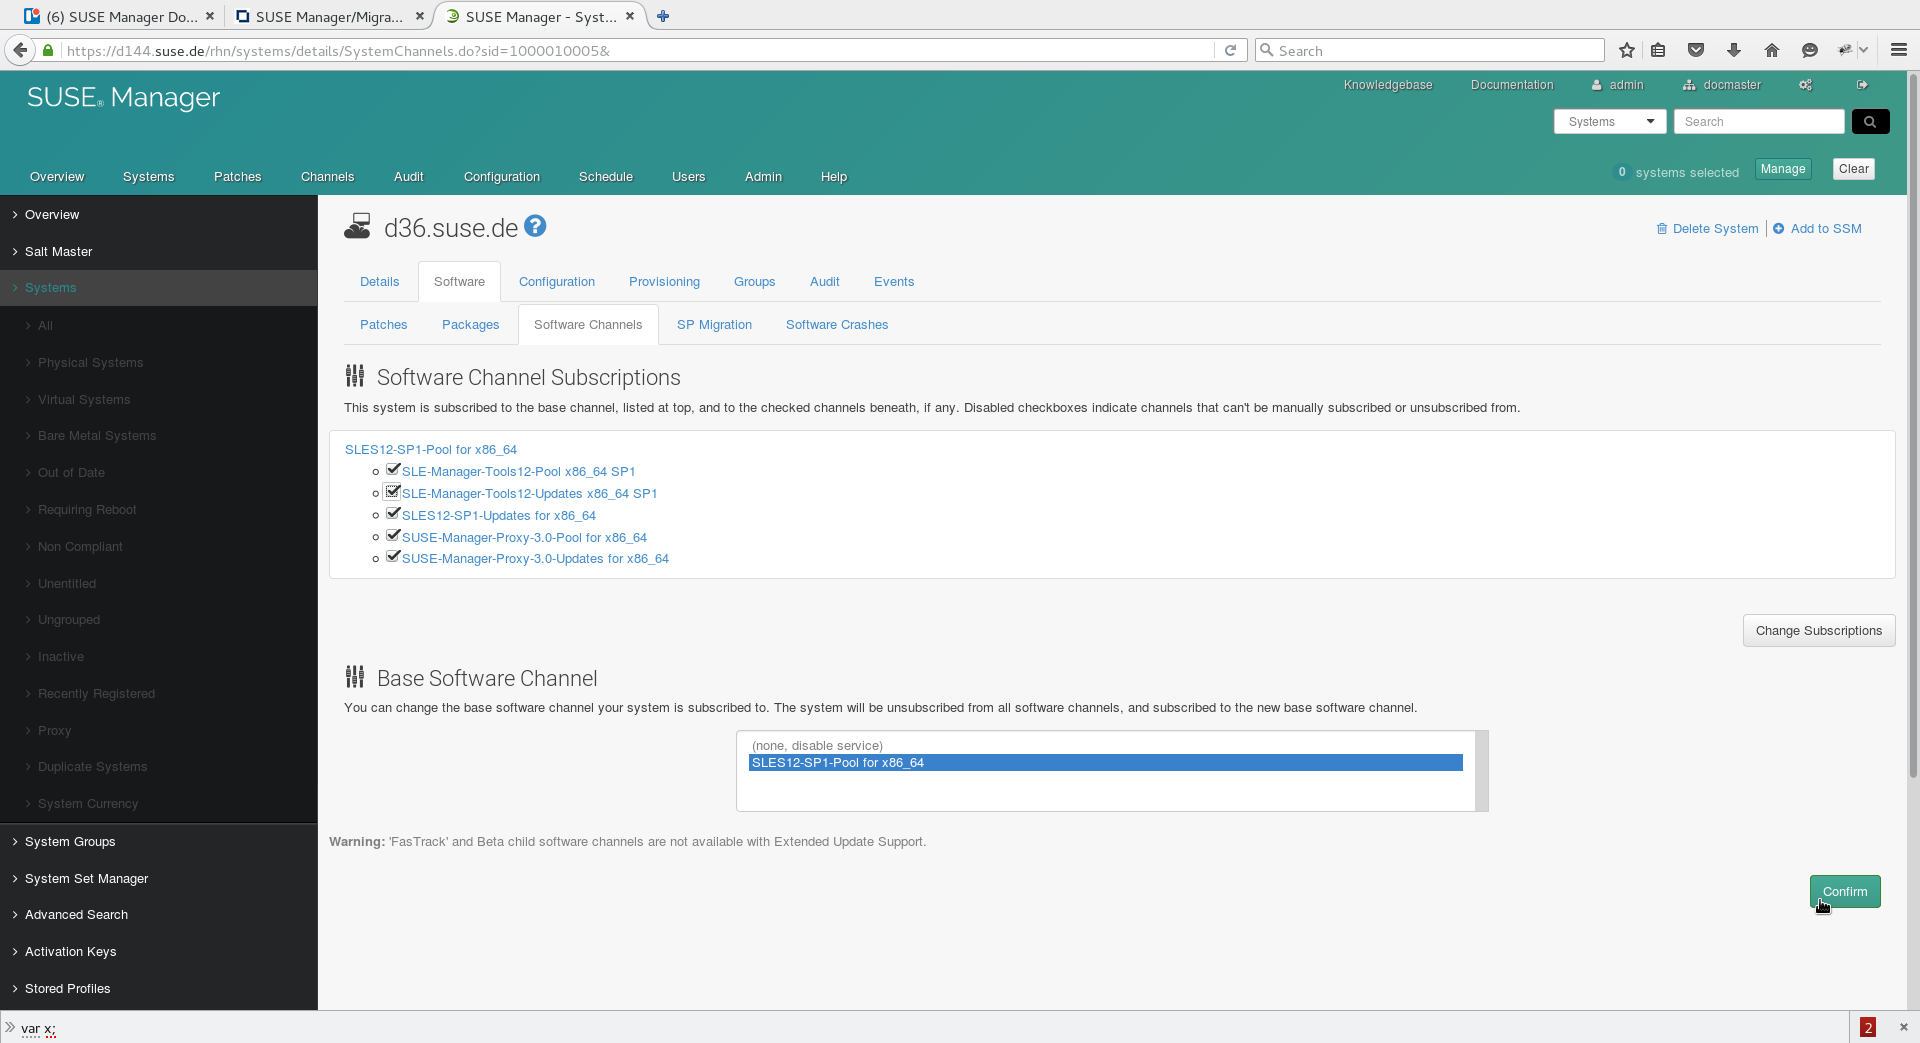 (6) SUSE Manager Do... SUSE Manager/Migra... SUSE Manager - Syst...
https://d144.suse.de/rhn/systems/details/SystemChannels.do?sid=1000010005& Search
SUSE. Manager
Knowledgebase Documentation admin docmaster
Systems Search
Overview Systems Patches Channels Audit Configuration Schedule Users Admin Help
0 systems selected Manage Clear
Overview
Salt Master
Systems
All
Physical Systems
Virtual Systems
Bare Metal Systems
Out of Date
Requiring Reboot
Non Compliant
Unentitled
Ungrouped
Inactive
Recently Registered
Proxy
Duplicate Systems
System Currency
System Groups
System Set Manager
Advanced Search
Activation Keys
Stored Profiles
d36.suse.de ?
Delete System Add to SSM
Details Software Configuration Provisioning Groups Audit Events
Patches Packages Software Channels SP Migration Software Crashes
Software Channel Subscriptions
This system is subscribed to the base channel, listed at top, and to the checked channels beneath, if any. Disabled checkboxes indicate channels that can't be manually subscribed or unsubscribed from.
SLES12-SP1-Pool for x86_64
SLE-Manager-Tools12-Pool x86_64 SP1
SLE-Manager-Tools12-Updates x86_64 SP1
SLES12-SP1-Updates for x86_64
SUSE-Manager-Proxy-3.0-Pool for x86_64
SUSE-Manager-Proxy-3.0-Updates for x86_64
Change Subscriptions
Base Software Channel
You can change the base software channel your system is subscribed to. The system will be unsubscribed from all software channels, and subscribed to the new base software channel.
(none, disable service)
SLES12-SP1-Pool for x86_64
Warning: 'FasTrack' and Beta child software channels are not available with Extended Update Support.
Confirm
var x;
2